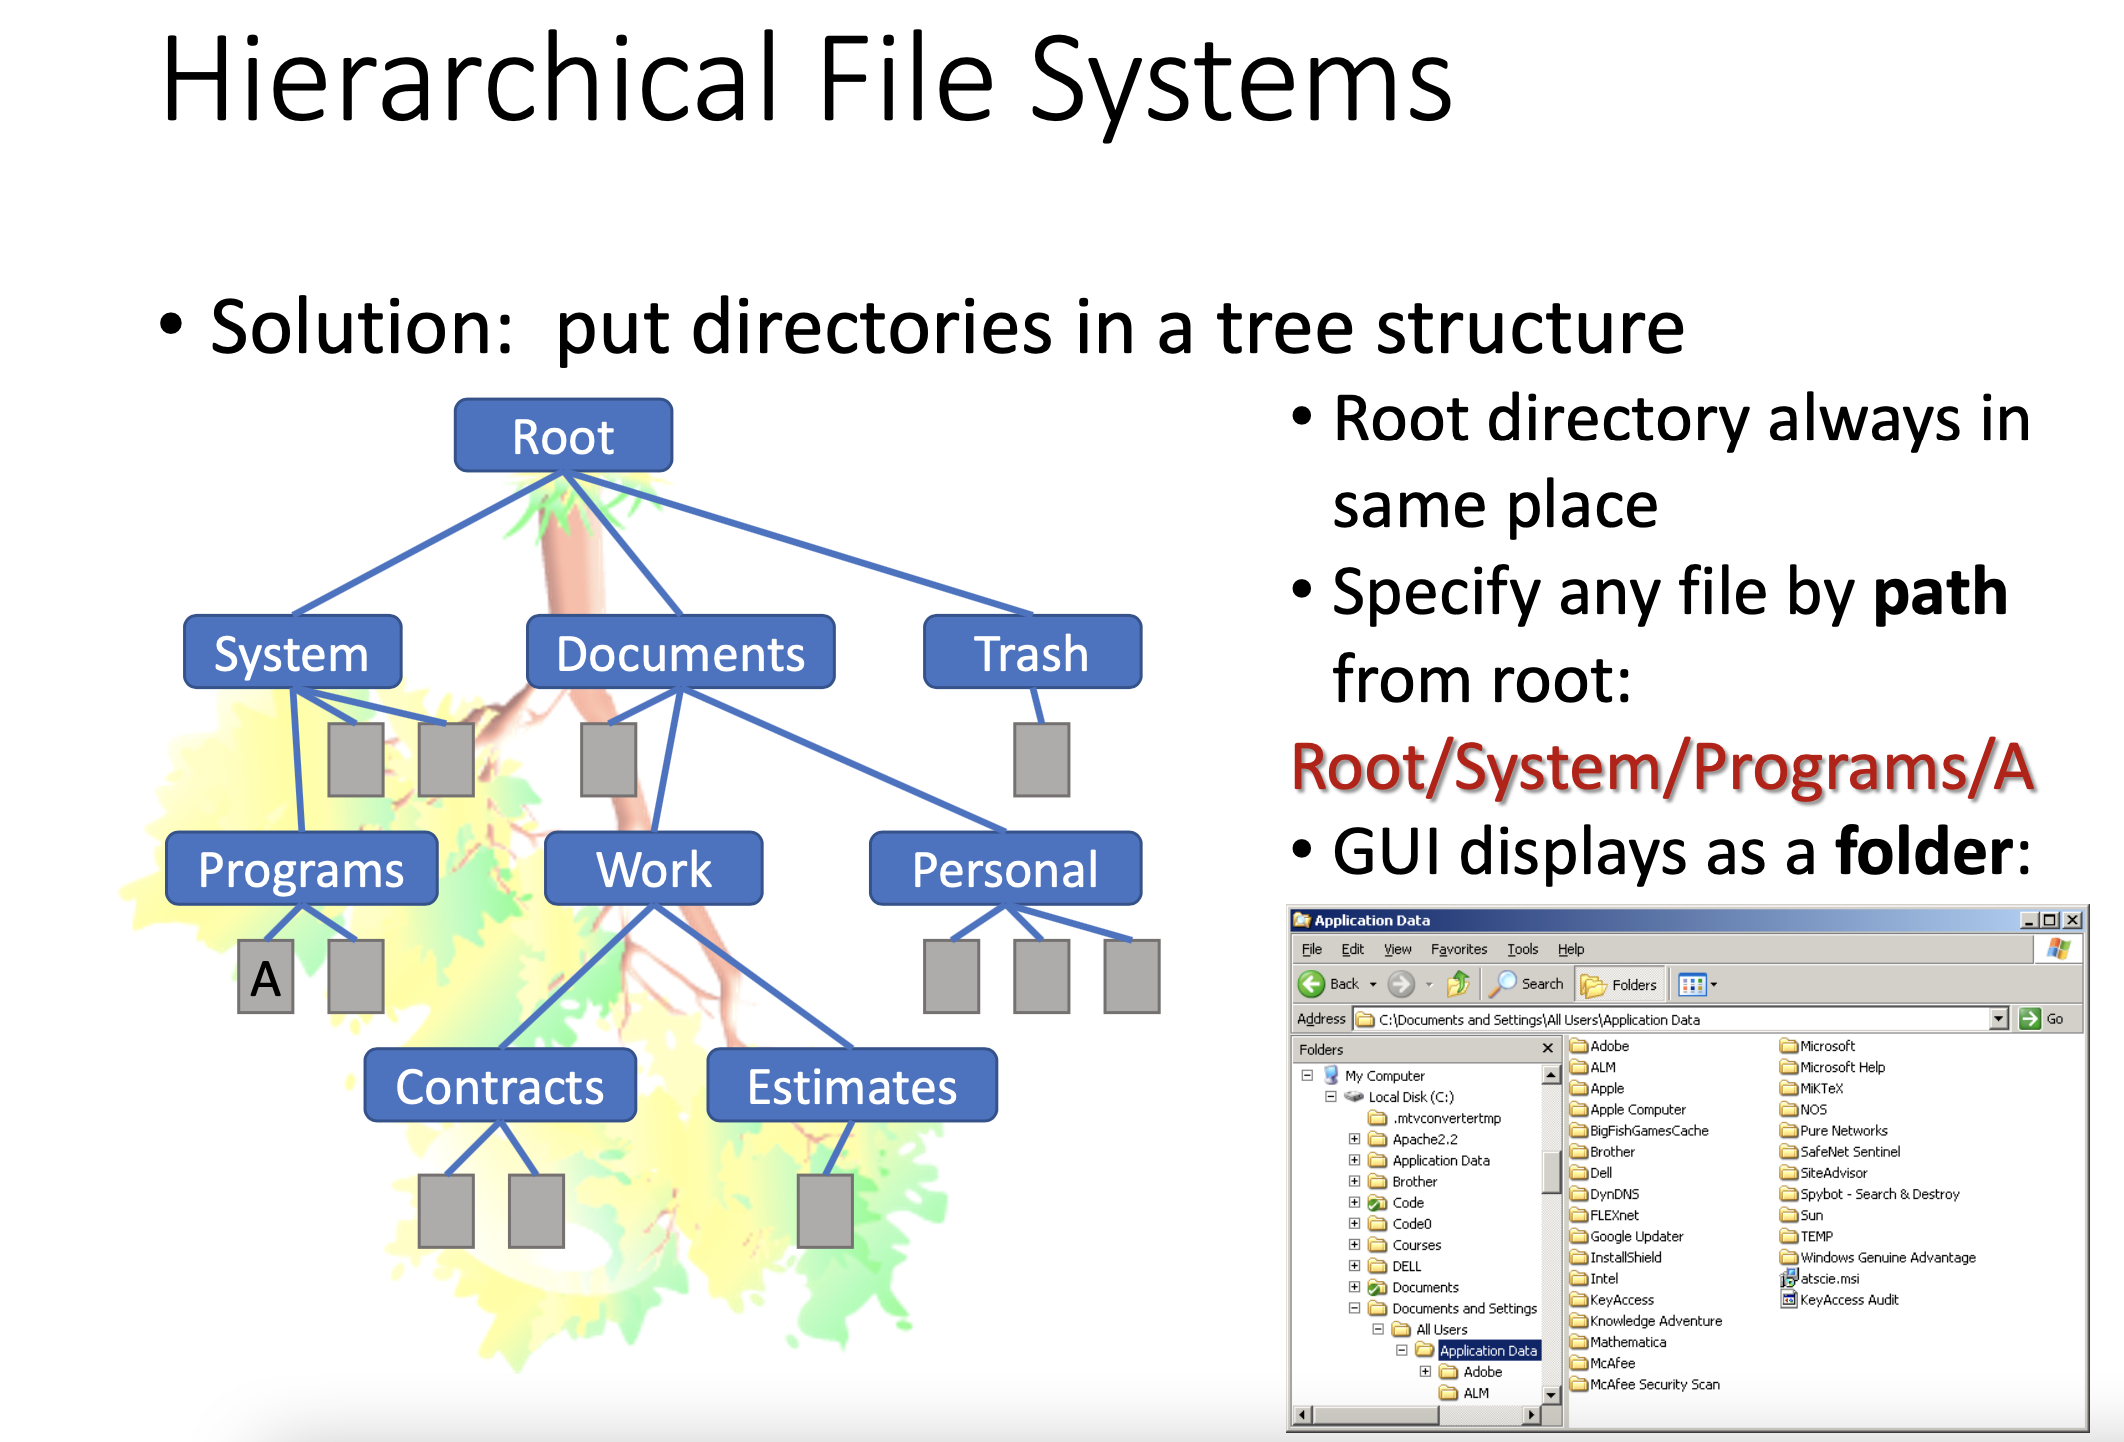 Hierarchical File Systems
• Solution:  put directories in a tree structure
Root
System
Documents
Trash
Programs
Work
Personal
A
Contracts
Estimates
• Root directory always in
same place
• Specify any file by path
from root:
Root/System/Programs/A
• GUI displays as a folder:
Application Data
File Edit View Favorites Tools Help
Back Search Folders
Address C:\Documents and Settings\All Users\Application Data Go
Folders
My Computer
Local Disk (C:)
.mtvconvertertmp
Apache2.2
Application Data
Brother
Code
Code0
Courses
DELL
Documents
Documents and Settings
All Users
Application Data
Adobe
ALM
Adobe
ALM
Apple
Apple Computer
BigFishGamesCache
Brother
Dell
DynDNS
FLEXnet
Google Updater
InstallShield
Intel
KeyAccess
Knowledge Adventure
Mathematica
McAfee
McAfee Security Scan
Microsoft
Microsoft Help
MiKTeX
NOS
Pure Networks
SafeNet Sentinel
SiteAdvisor
Spybot - Search & Destroy
Sun
TEMP
Windows Genuine Advantage
atscie.msi
KeyAccess Audit